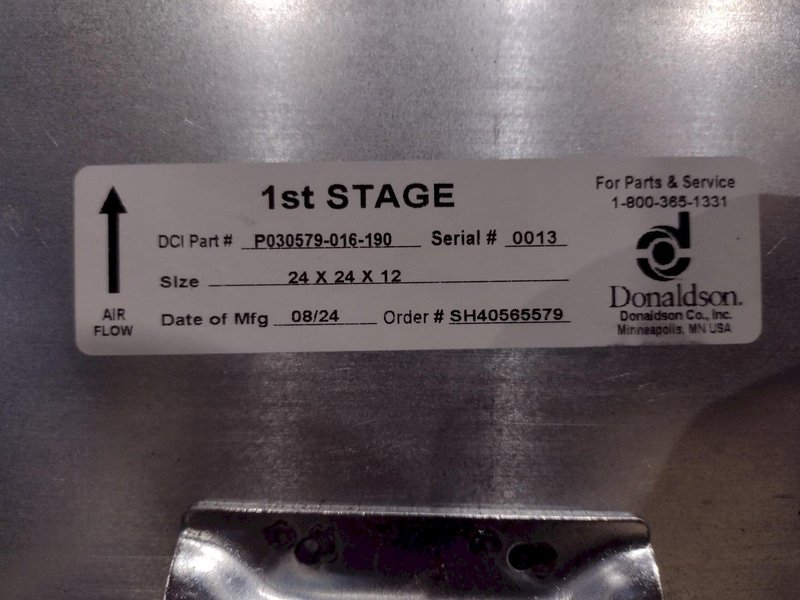 1st STAGE
DCI Part # P030579-016-190 Serial # 0013
Size 24 X 24 X 12
Date of Mfg 08/24 Order # SH40565579
AIR
FLOW
For Parts & Service
1-800-365-1331
Donaldson.
Donaldson Co., Inc.
Minneapolis, MN USA